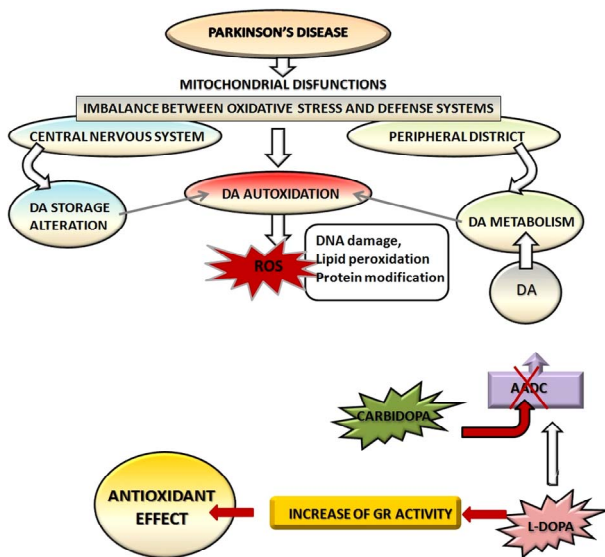 PARKINSON'S DISEASE
MITOCHONDRIAL DISFUNCTIONS
IMBALANCE BETWEEN OXIDATIVE STRESS AND DEFENSE SYSTEMS
CENTRAL NERVOUS SYSTEM
PERIPHERAL DISTRICT
DA STORAGE
ALTERATION
DA AUTOXIDATION
DA METABOLISM
ROS
DNA damage,
Lipid peroxidation
Protein modification
DA
AADC
CARBIDOPA
ANTIOXIDANT
EFFECT
INCREASE OF GR ACTIVITY
L-DOPA